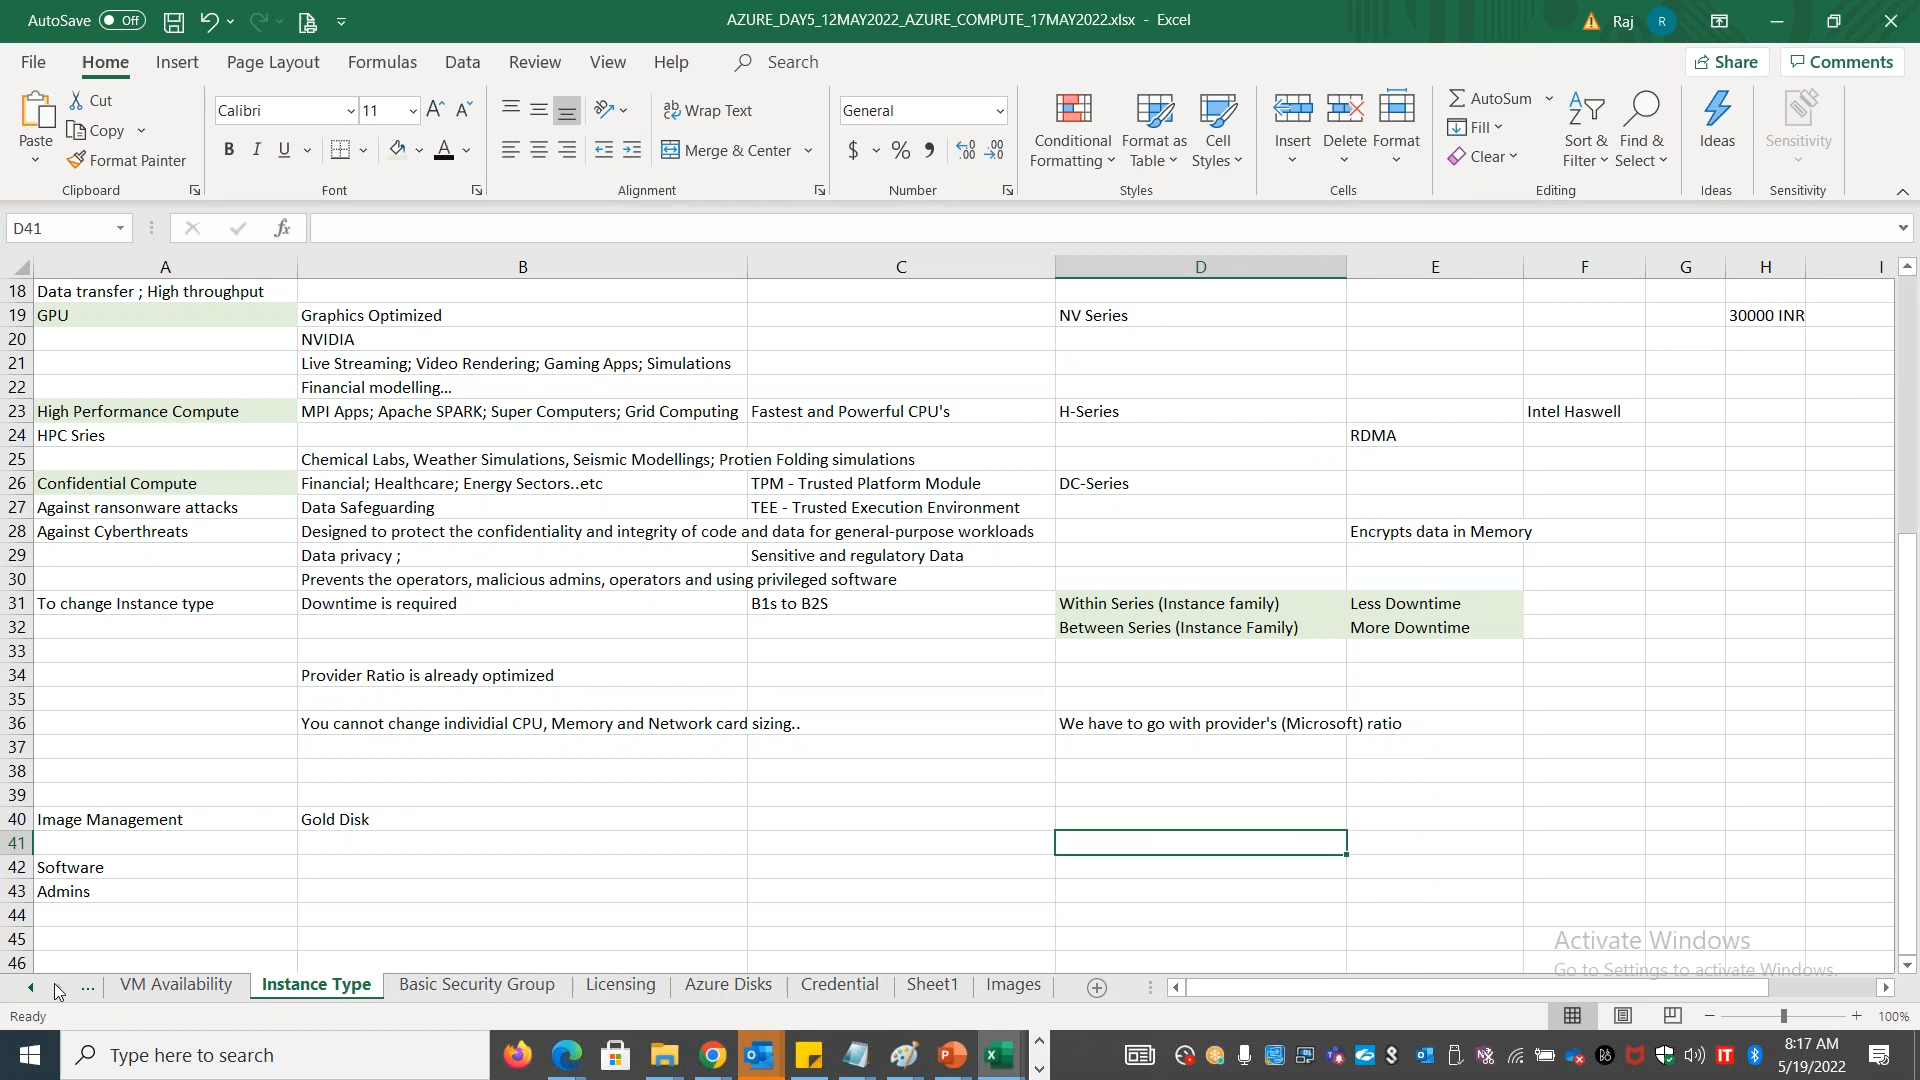 AutoSave Off AZURE_DAY5_12MAY2022_AZURE_COMPUTE_17MAY2022.xlsx - Excel Raj R
File Home Insert Page Layout Formulas Data Review View Help Search Share Comments
Paste Cut Copy Format Painter Clipboard
Calibri 11 B I U A A Font
ab Wrap Text Merge & Center Alignment
General $ % 9 Number
Conditional Formatting Format as Table Cell Styles Styles
Insert Delete Format Cells
AutoSum Fill Clear Sort & Filter Find & Select Editing
Ideas Ideas
Sensitivity Sensitivity
D41 fx
A B C D E F G H I
18 Data transfer ; High throughput
19 GPU Graphics Optimized NV Series 30000 INR
20 NVIDIA
21 Live Streaming; Video Rendering; Gaming Apps; Simulations
22 Financial modelling...
23 High Performance Compute MPI Apps; Apache SPARK; Super Computers; Grid Computing Fastest and Powerful CPU's H-Series Intel Haswell
24 HPC Sries RDMA
25 Chemical Labs, Weather Simulations, Seismic Modellings; Protien Folding simulations
26 Confidential Compute Financial; Healthcare; Energy Sectors..etc TPM - Trusted Platform Module DC-Series
27 Against ransonware attacks Data Safeguarding TEE - Trusted Execution Environment
28 Against Cyberthreats Designed to protect the confidentiality and integrity of code and data for general-purpose workloads Encrypts data in Memory
29 Data privacy ; Sensitive and regulatory Data
30 Prevents the operators, malicious admins, operators and using privileged software
31 To change Instance type Downtime is required B1s to B2S Within Series (Instance family) Less Downtime
32 Between Series (Instance Family) More Downtime
33
34 Provider Ratio is already optimized
35
36 You cannot change individial CPU, Memory and Network card sizing.. We have to go with provider's (Microsoft) ratio
37
38
39
40 Image Management Gold Disk
41
42 Software
43 Admins
44
45
46
Activate Windows
Go to Settings to activate Windows.
... VM Availability Instance Type Basic Security Group Licensing Azure Disks Credential Sheet1 Images
Ready 100%
Type here to search 8:17 AM
5/19/2022